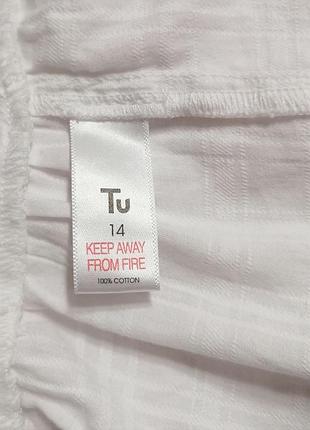 Tu
14
KEEP AWAY
FROM FIRE
100% COTTON